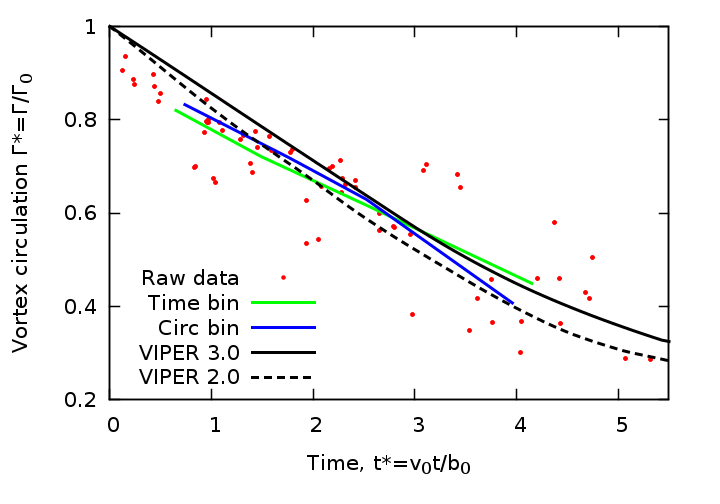 Vortex circulation Γ*=Γ/Γ₀
1
0.8
0.6
0.4
0.2
Raw data
Time bin
Circ bin
VIPER 3.0
VIPER 2.0
0 1 2 3 4 5
Time, t*=v₀t/b₀